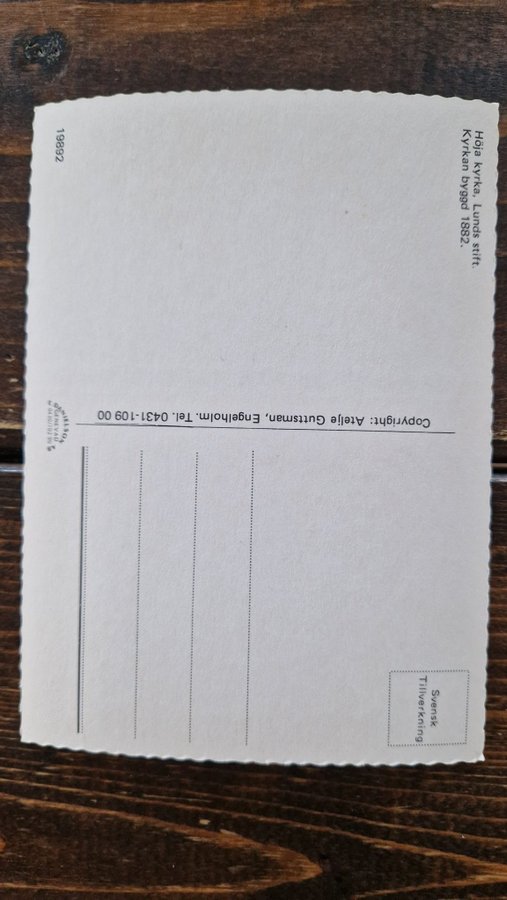 Höja kyrka, Lunds stift.
Kyrkan byggd 1882.
19892
Copyright: Ateljé Guttsman, Engelholm. Tel. 0431-109 00
Svensk
Tillverkning